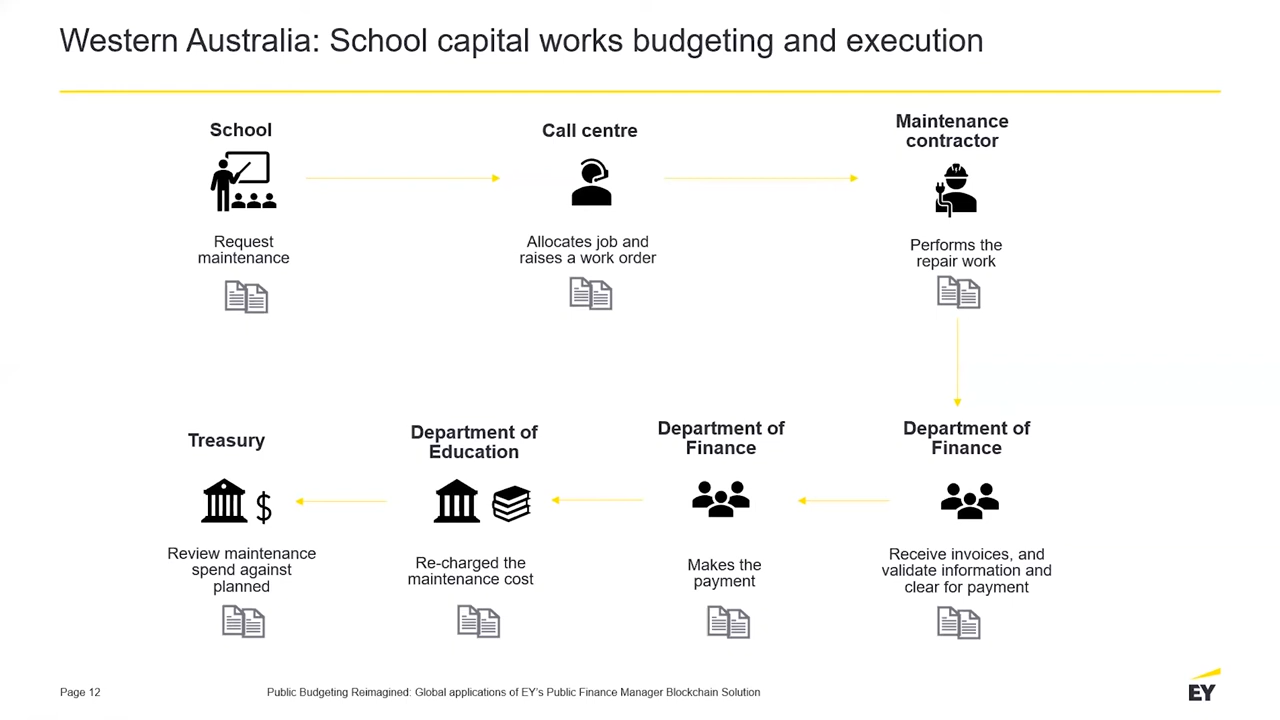 Western Australia: School capital works budgeting and execution
School
Call centre
Maintenance
contractor
Request
maintenance
Allocates job and
raises a work order
Performs the
repair work
Treasury
Department of
Education
Department of
Finance
Department of
Finance
$
Review maintenance
spend against
planned
Re-charged the
maintenance cost
Makes the
payment
Receive invoices, and
validate information and
clear for payment
Page 12
Public Budgeting Reimagined: Global applications of EY's Public Finance Manager Blockchain Solution
EY